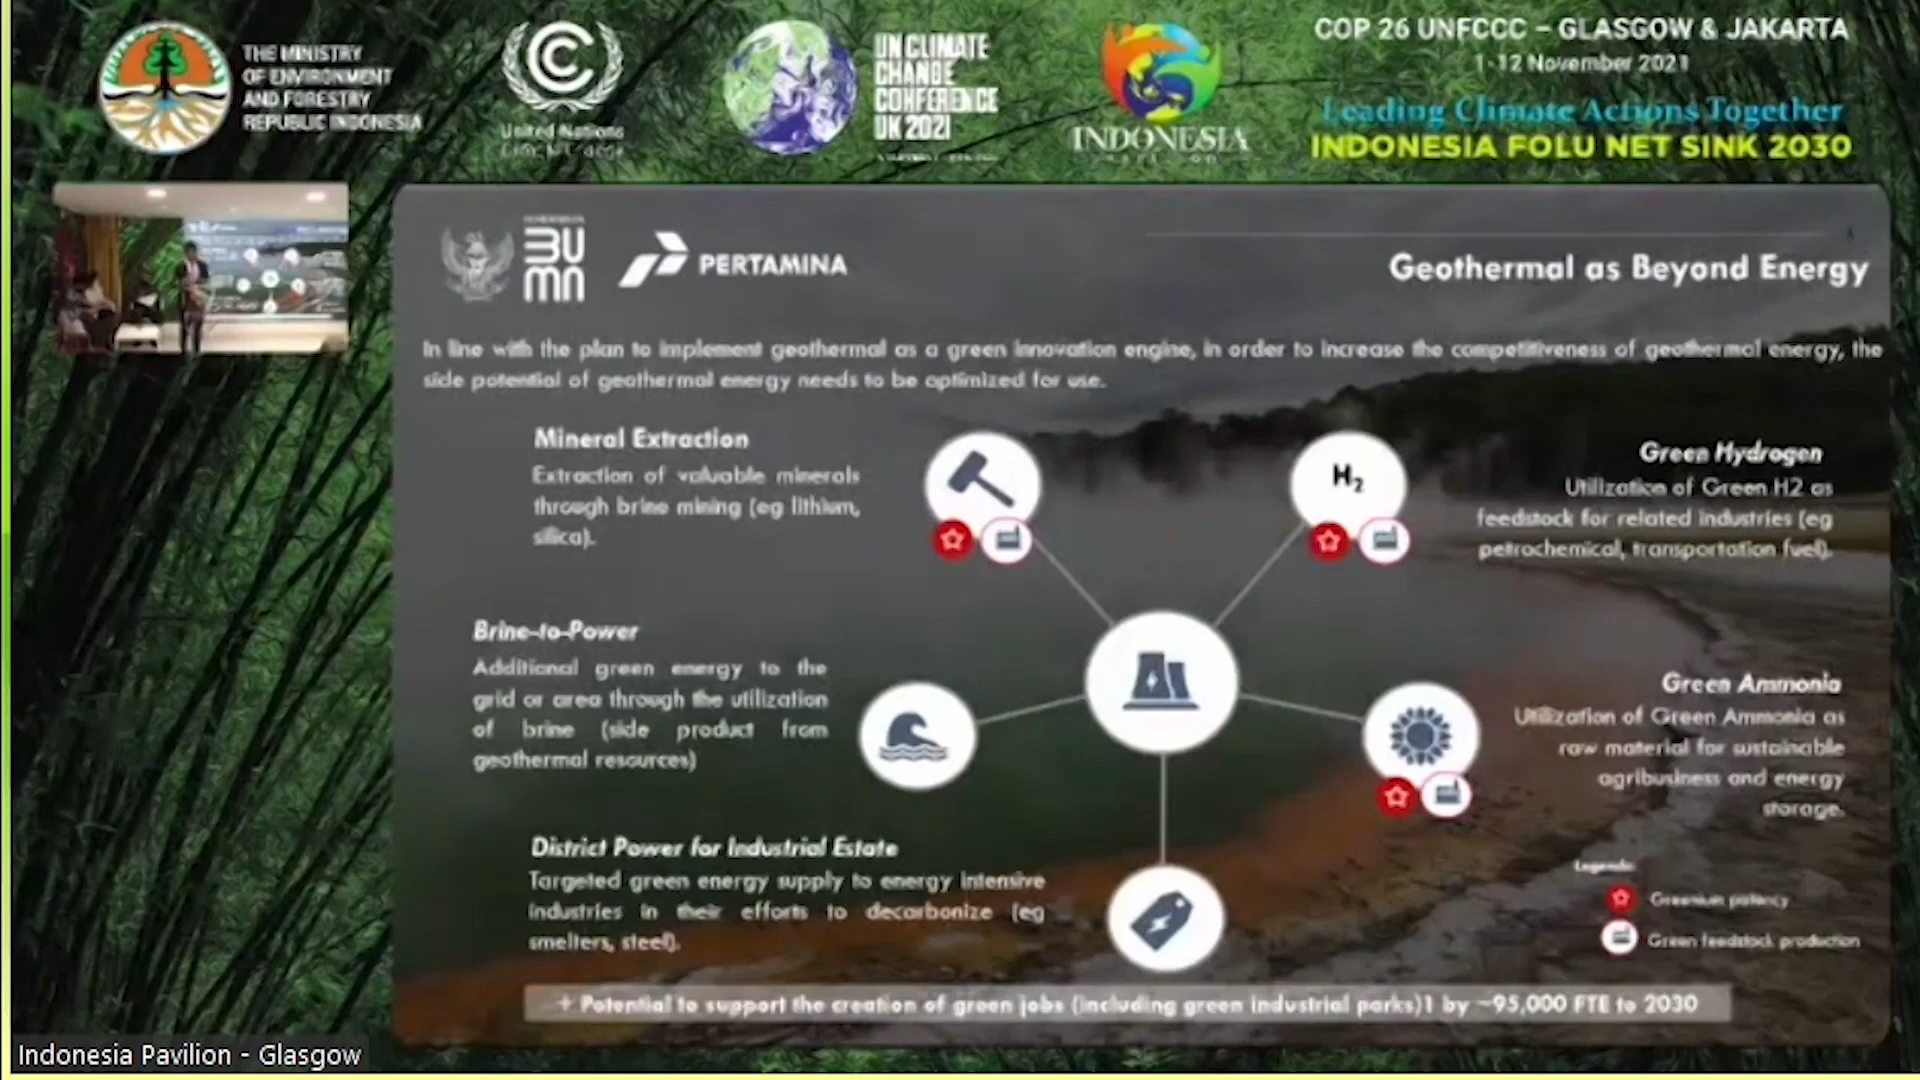 THE MINISTRY
OF ENVIRONMENT
AND FORESTRY
REPUBLIC INDONESIA
United Nations
UN CLIMATE
CHANGE
CONFERENCE
UK 2021
INDONESIA
COP 26 UNFCCC – GLASGOW & JAKARTA
1-12 November 2021
Leading Climate Actions Together
INDONESIA FOLU NET SINK 2030
BUMN
PERTAMINA
Geothermal as Beyond Energy
In line with the plan to implement geothermal as a green innovation engine, in order to increase the competitiveness of geothermal energy, the
side potential of geothermal energy needs to be optimized for use.
Mineral Extraction
Extraction of valuable minerals
through brine mining (eg lithium,
silica).
H2
Green Hydrogen
Utilization of Green H2 as
feedstock for related industries (eg
petrochemical, transportation fuel).
Brine-to-Power
Additional green energy to the
grid or area through the utilization
of brine (side product from
geothermal resources)
Green Ammonia
Utilization of Green Ammonia as
raw material for sustainable
agribusiness and energy
storage.
District Power for Industrial Estate
Targeted green energy supply to energy intensive
industries in their efforts to decarbonize (eg
smelters, steel).
Legends:
Greenium potency
Green feedstock production
+ Potential to support the creation of green jobs (including green industrial parks)1 by ~95,000 FTE to 2030
Indonesia Pavilion - Glasgow